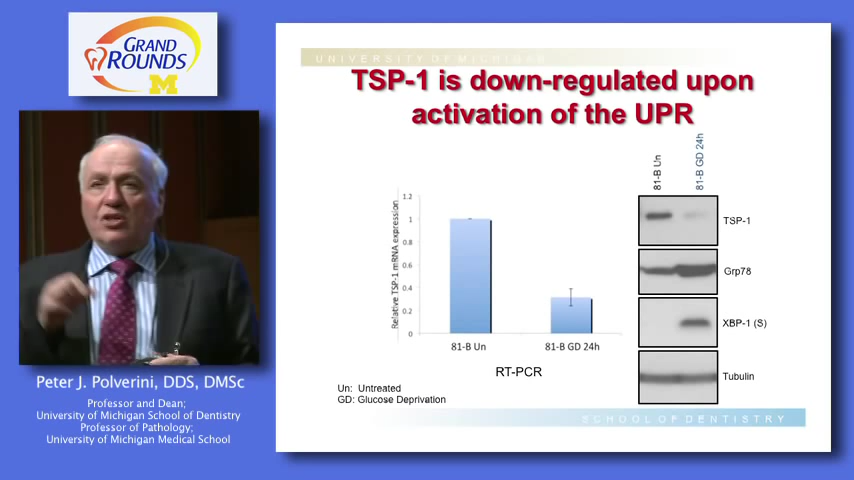 GRAND
ROUNDS
M
Peter J. Polverini, DDS, DMSc
Professor and Dean;
University of Michigan School of Dentistry
Professor of Pathology;
University of Michigan Medical School
UNIVERSITY OF MICHIGAN
TSP-1 is down-regulated upon
activation of the UPR
Relative TSP-1 mRNA expression
1.2
1
0.8
0.6
0.4
0.2
0
81-B Un
81-B GD 24h
RT-PCR
Un: Untreated
GD: Glucose Deprivation
81-B Un
81-B GD 24h
TSP-1
Grp78
XBP-1 (S)
Tubulin
SCHOOL OF DENTISTRY